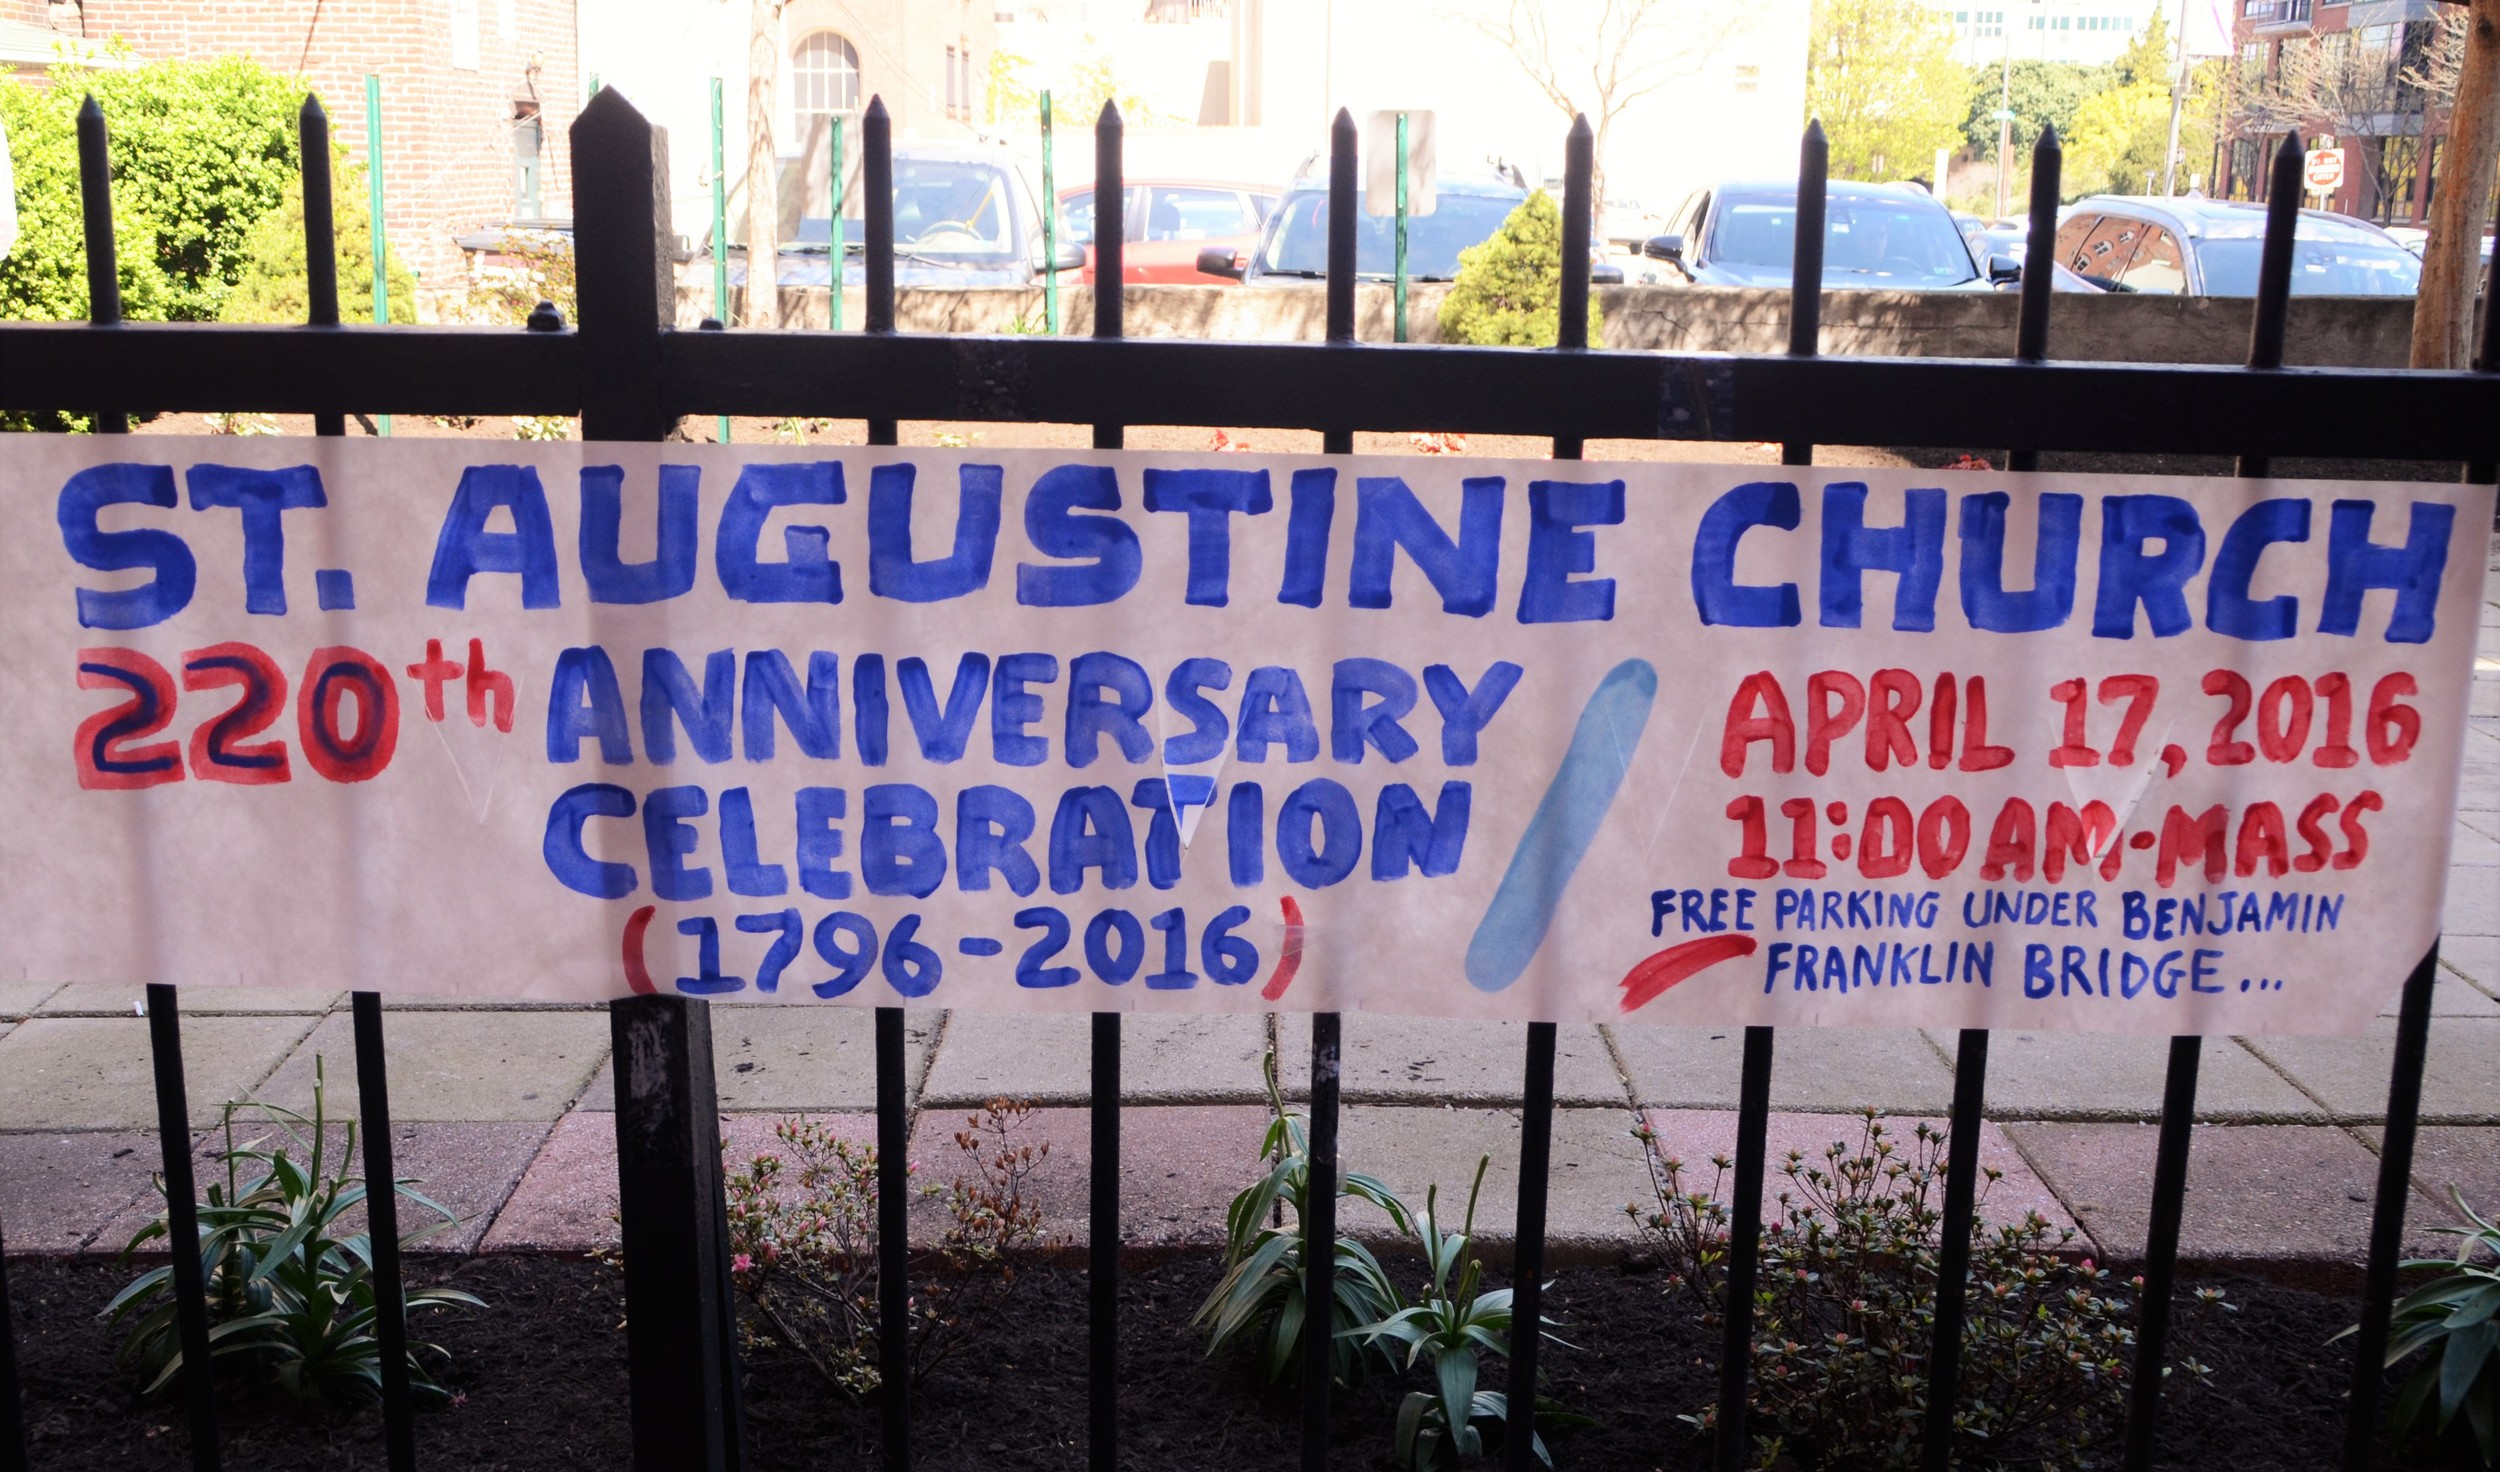 ST. AUGUSTINE CHURCH
220th ANNIVERSARY
CELEBRATION
(1796-2016)
APRIL 17, 2016
11:00 AM-MASS
FREE PARKING UNDER BENJAMIN
FRANKLIN BRIDGE...